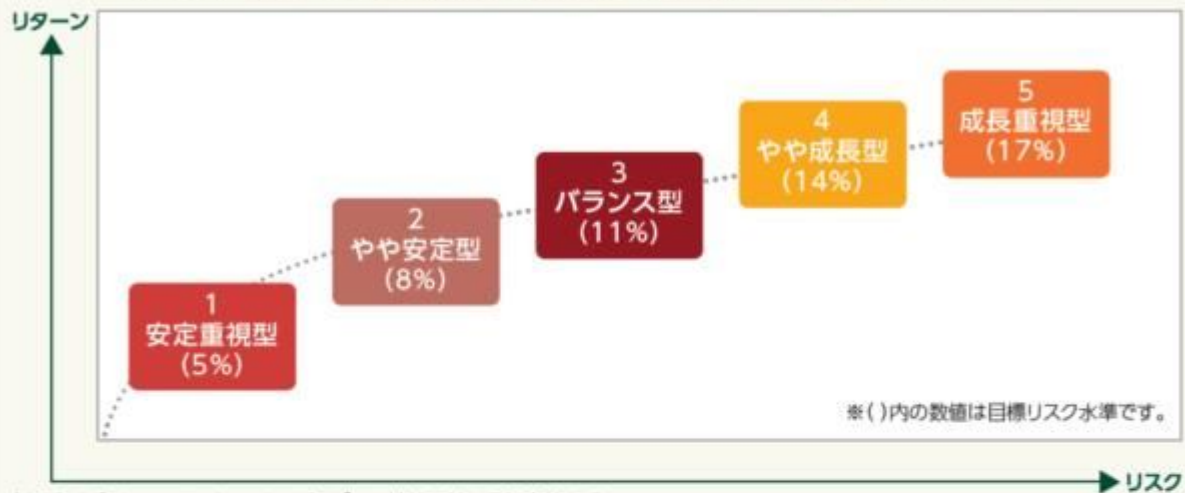 リターン
5
成長重視型
(17%)
4
やや成長型
(14%)
3
バランス型
(11%)
2
やや安定型
(8%)
1
安定重視型
(5%)
※( )内の数値は目標リスク水準です。
リスク